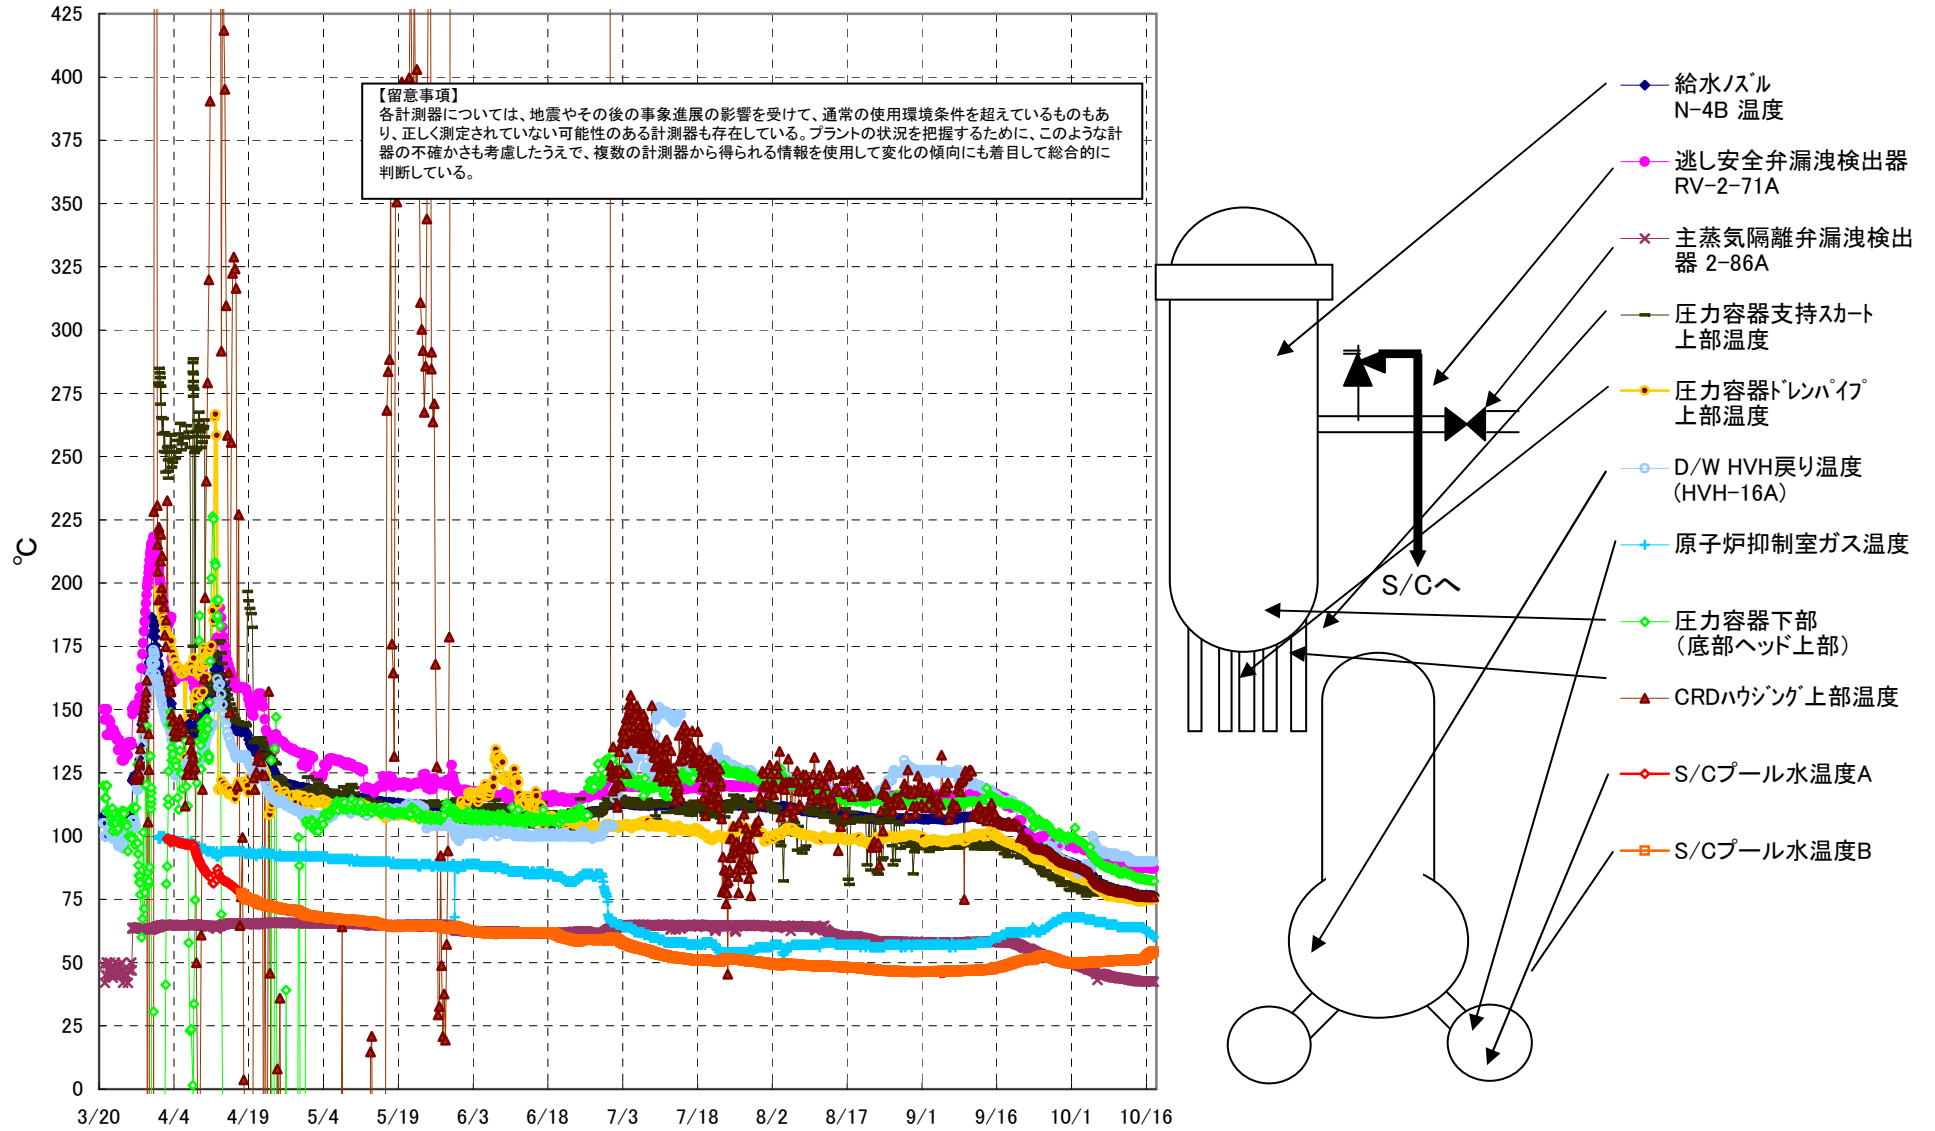 425
400
375
350
325
300
275
250
225
200
175
150
125
100
75
50
25
0
℃
3/20
4/4
4/19
5/4
5/19
6/3
6/18
7/3
7/18
8/2
8/17
9/1
9/16
10/1
10/16
【留意事項】
各計測器については、地震やその後の事象進展の影響を受けて、通常の使用環境条件を超えているものもあ
り、正しく測定されていない可能性のある計測器も存在している。プラントの状況を把握するために、このような計
器の不確かさも考慮したうえで、複数の計測器から得られる情報を使用して変化の傾向にも着目して総合的に
判断している。
S/Cへ
給水ノズル
N-4B 温度
逃し安全弁漏洩検出器
RV-2-71A
主蒸気隔離弁漏洩検出
器 2-86A
圧力容器支持スカート
上部温度
圧力容器ドレンパイプ
上部温度
D/W HVH戻り温度
(HVH-16A)
原子炉抑制室ガス温度
圧力容器下部
(底部ヘッド上部)
CRDハウジング上部温度
S/Cプール水温度A
S/Cプール水温度B